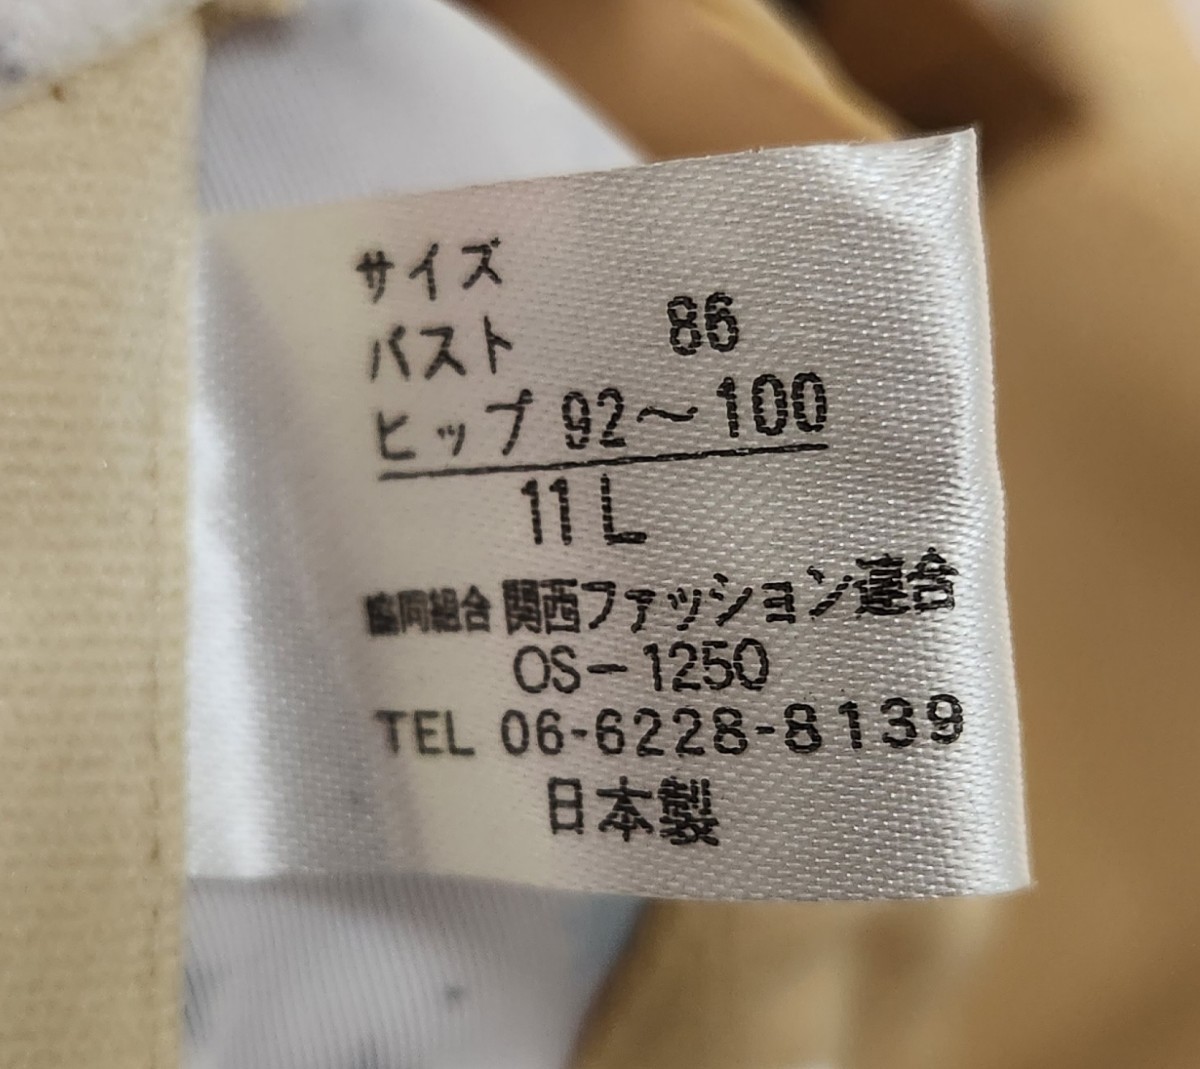 サイズ
バスト 86
ヒップ 92～100
11L
協同組合 関西ファッション連合
OS-1250
TEL 06-6228-8139
日本製